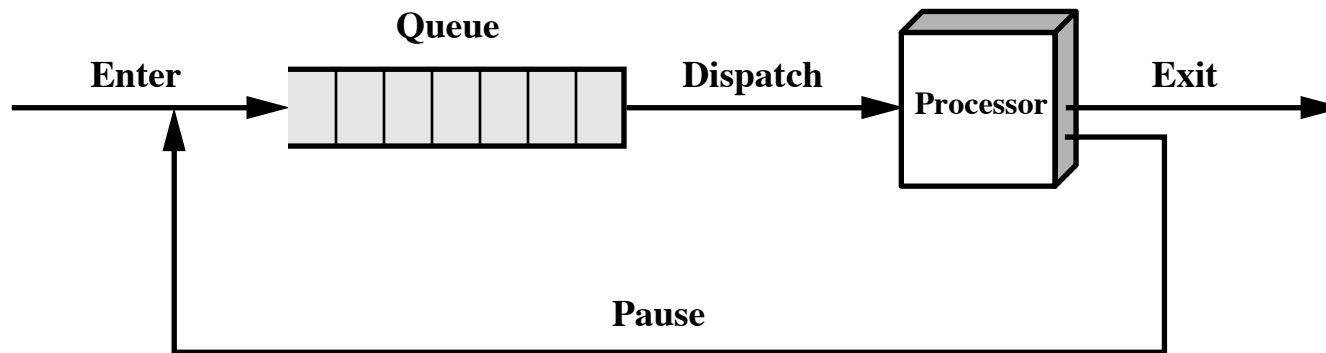 Queue
Enter
Dispatch
Processor
Exit
Pause